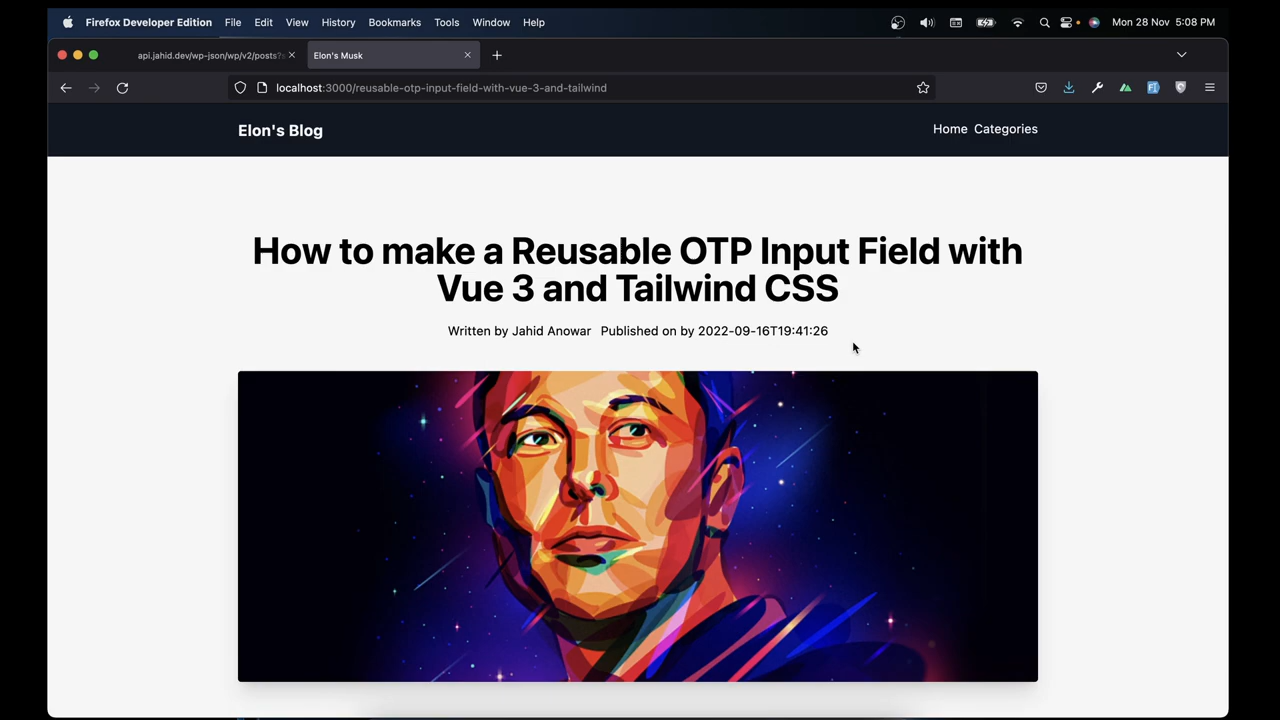 Firefox Developer Edition File Edit View History Bookmarks Tools Window Help Mon 28 Nov 5:08 PM
api.jahid.dev/wp-json/wp/v2/posts? Elon's Musk
localhost:3000/reusable-otp-input-field-with-vue-3-and-tailwind
Elon's Blog Home Categories
How to make a Reusable OTP Input Field with
Vue 3 and Tailwind CSS
Written by Jahid Anowar Published on by 2022-09-16T19:41:26